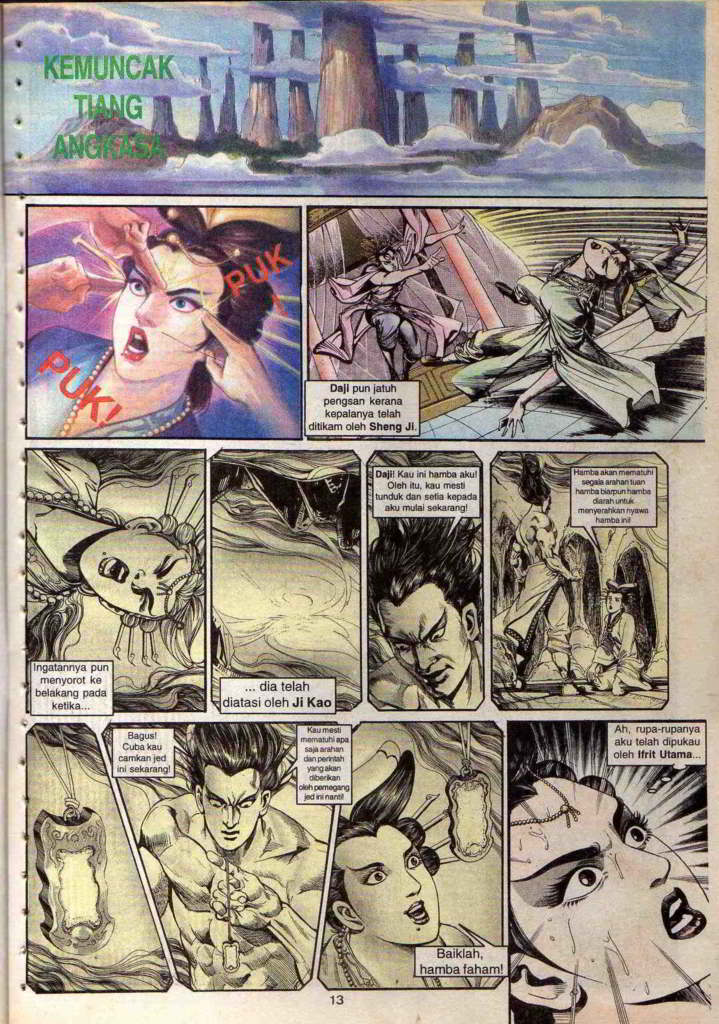 KEMUNCAK
TIANG
ANGKASA
PUK
!
PUK!
Daji pun jatuh
pengsan kerana
kepalanya telah
ditikam oleh Sheng Ji.
Ingatannya pun
menyorot ke
belakang pada
ketika...
... dia telah
diatasi oleh Ji Kao
Daji! Kau ini hamba aku!
Oleh itu, kau mesti
tunduk dan setia kepada
aku mulai sekarang!
Hamba akan mematuhi
segala arahan tuan
hamba biarpun hamba
diarah untuk
menyerahkan nyawa
hamba ini!
Bagus!
Cuba kau
camkan jed
ini sekarang!
Kau mesti
mematuhi apa
saja arahan
dan perintah
yang akan
diberikan
oleh pemegang
jed ini nanti!
Baiklah,
hamba faham!
Ah, rupa-rupanya
aku telah dipukau
oleh Ifrit Utama...
13